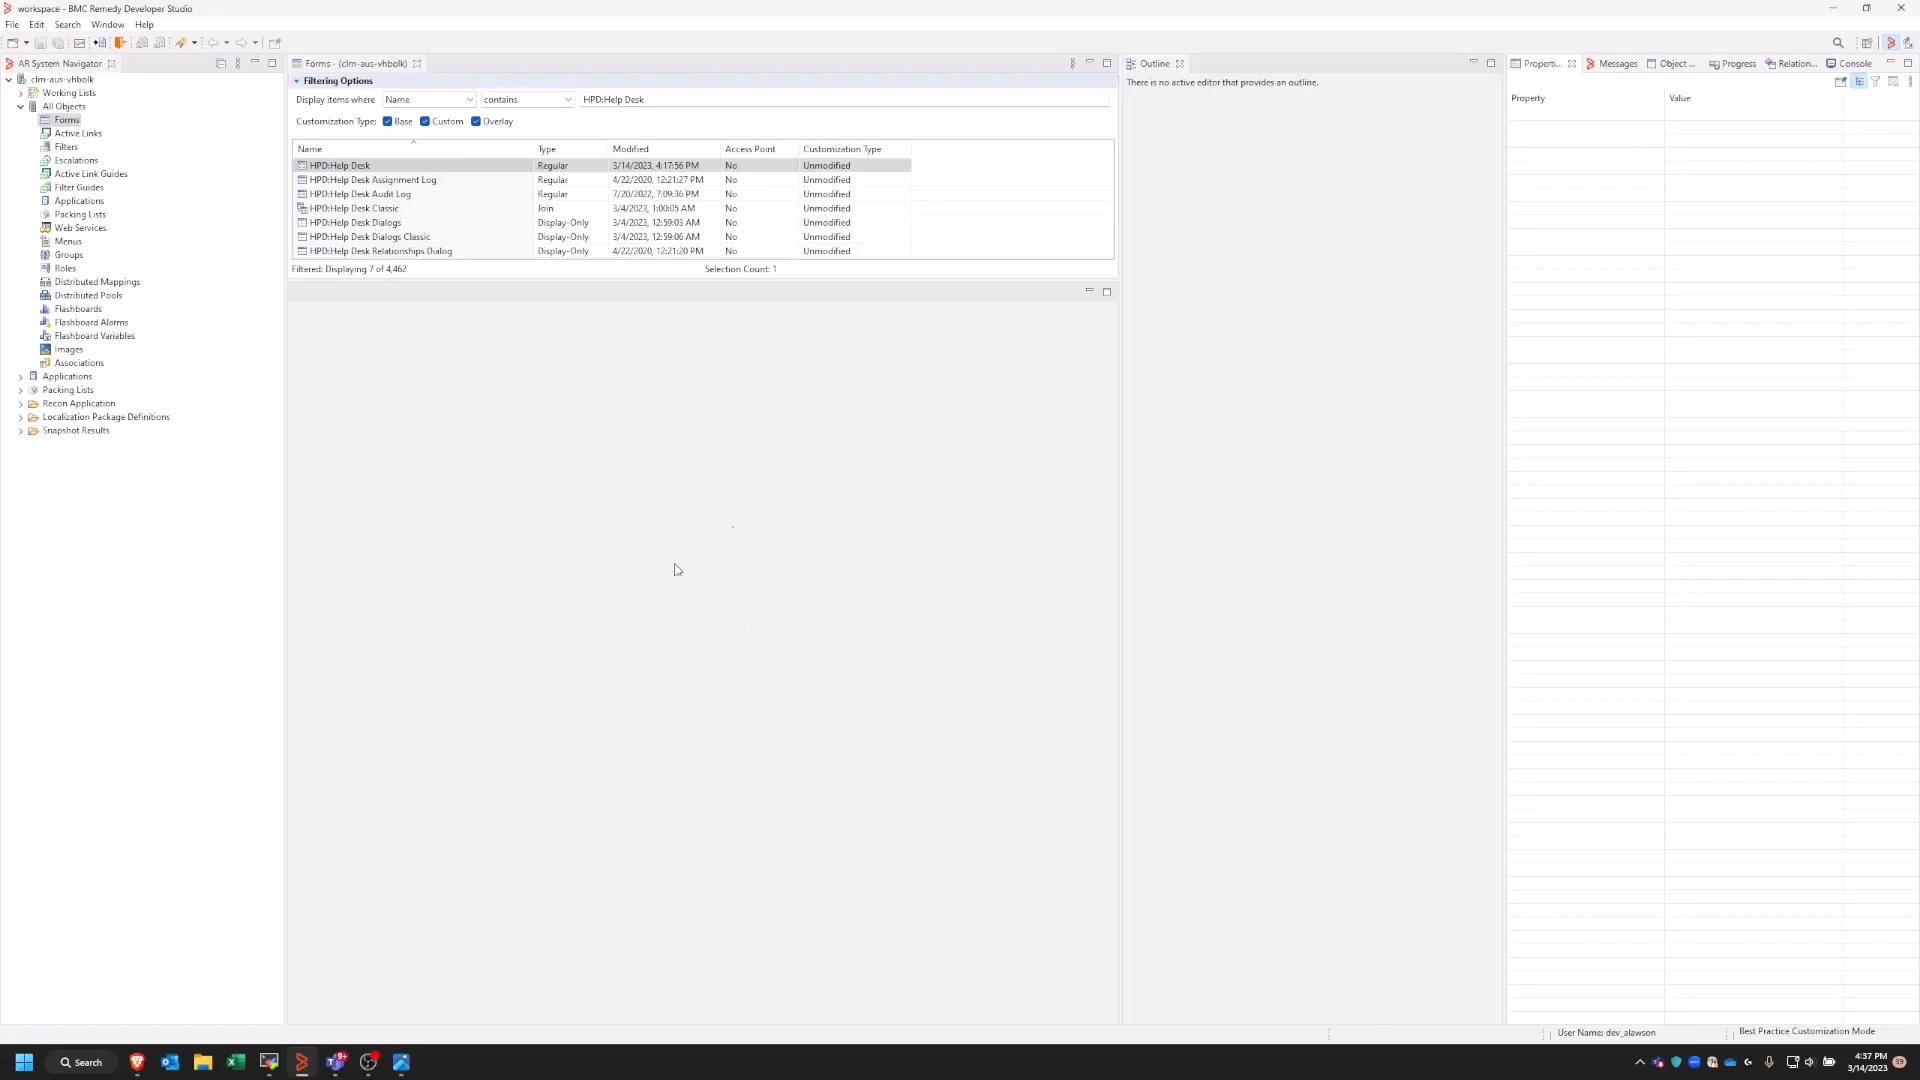 workspace - BMC Remedy Developer Studio
File Edit Search Window Help
AR System Navigator
clm-aus-vhbolk
Working Lists
All Objects
Forms
Active Links
Filters
Escalations
Active Link Guides
Filter Guides
Applications
Packing Lists
Web Services
Menus
Groups
Roles
Distributed Mappings
Distributed Pools
Flashboards
Flashboard Alarms
Flashboard Variables
Images
Associations
Applications
Packing Lists
Recon Application
Localization Package Definitions
Snapshot Results
Forms - (clm-aus-vhbolk)
Filtering Options
Display items where Name contains HPD:Help Desk
Customization Type: Base Custom Overlay
Name Type Modified Access Point Customization Type
HPD:Help Desk Regular 3/14/2023, 4:17:56 PM No Unmodified
HPD:Help Desk Assignment Log Regular 4/22/2020, 12:21:27 PM No Unmodified
HPD:Help Desk Audit Log Regular 7/20/2022, 7:09:36 PM No Unmodified
HPD:Help Desk Classic Join 3/4/2023, 1:00:05 AM No Unmodified
HPD:Help Desk Dialogs Display-Only 3/4/2023, 12:59:03 AM No Unmodified
HPD:Help Desk Dialogs Classic Display-Only 3/4/2023, 12:59:06 AM No Unmodified
HPD:Help Desk Relationships Dialog Display-Only 4/22/2020, 12:21:20 PM No Unmodified
Filtered: Displaying 7 of 4,462 Selection Count: 1
Outline
There is no active editor that provides an outline.
Properti... Messages Object ... Progress Relation... Console
Property Value
User Name: dev_alawson Best Practice Customization Mode
Search
9+
4:37 PM
3/14/2023
39